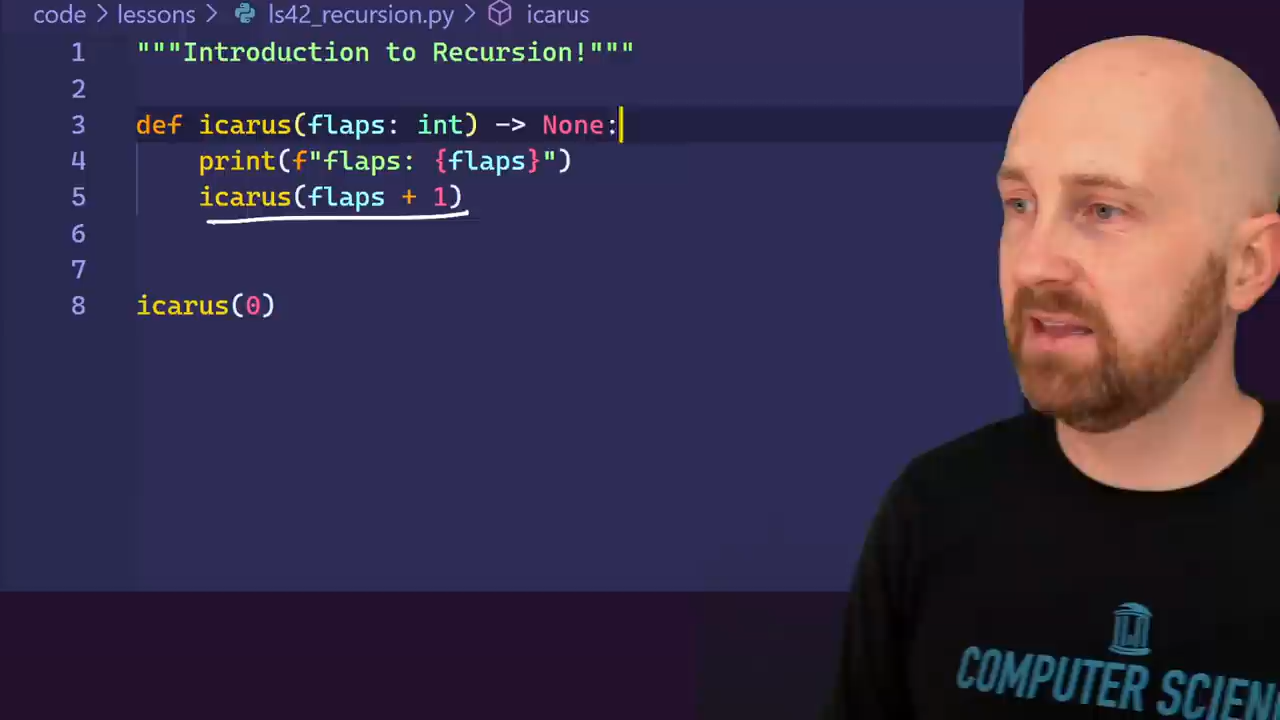 code > lessons > ls42_recursion.py > icarus
1 """Introduction to Recursion!"""
2
3 def icarus(flaps: int) -> None:
4 print(f"flaps: {flaps}")
5 icarus(flaps + 1)
6
7
8 icarus(0)
COMPUTER